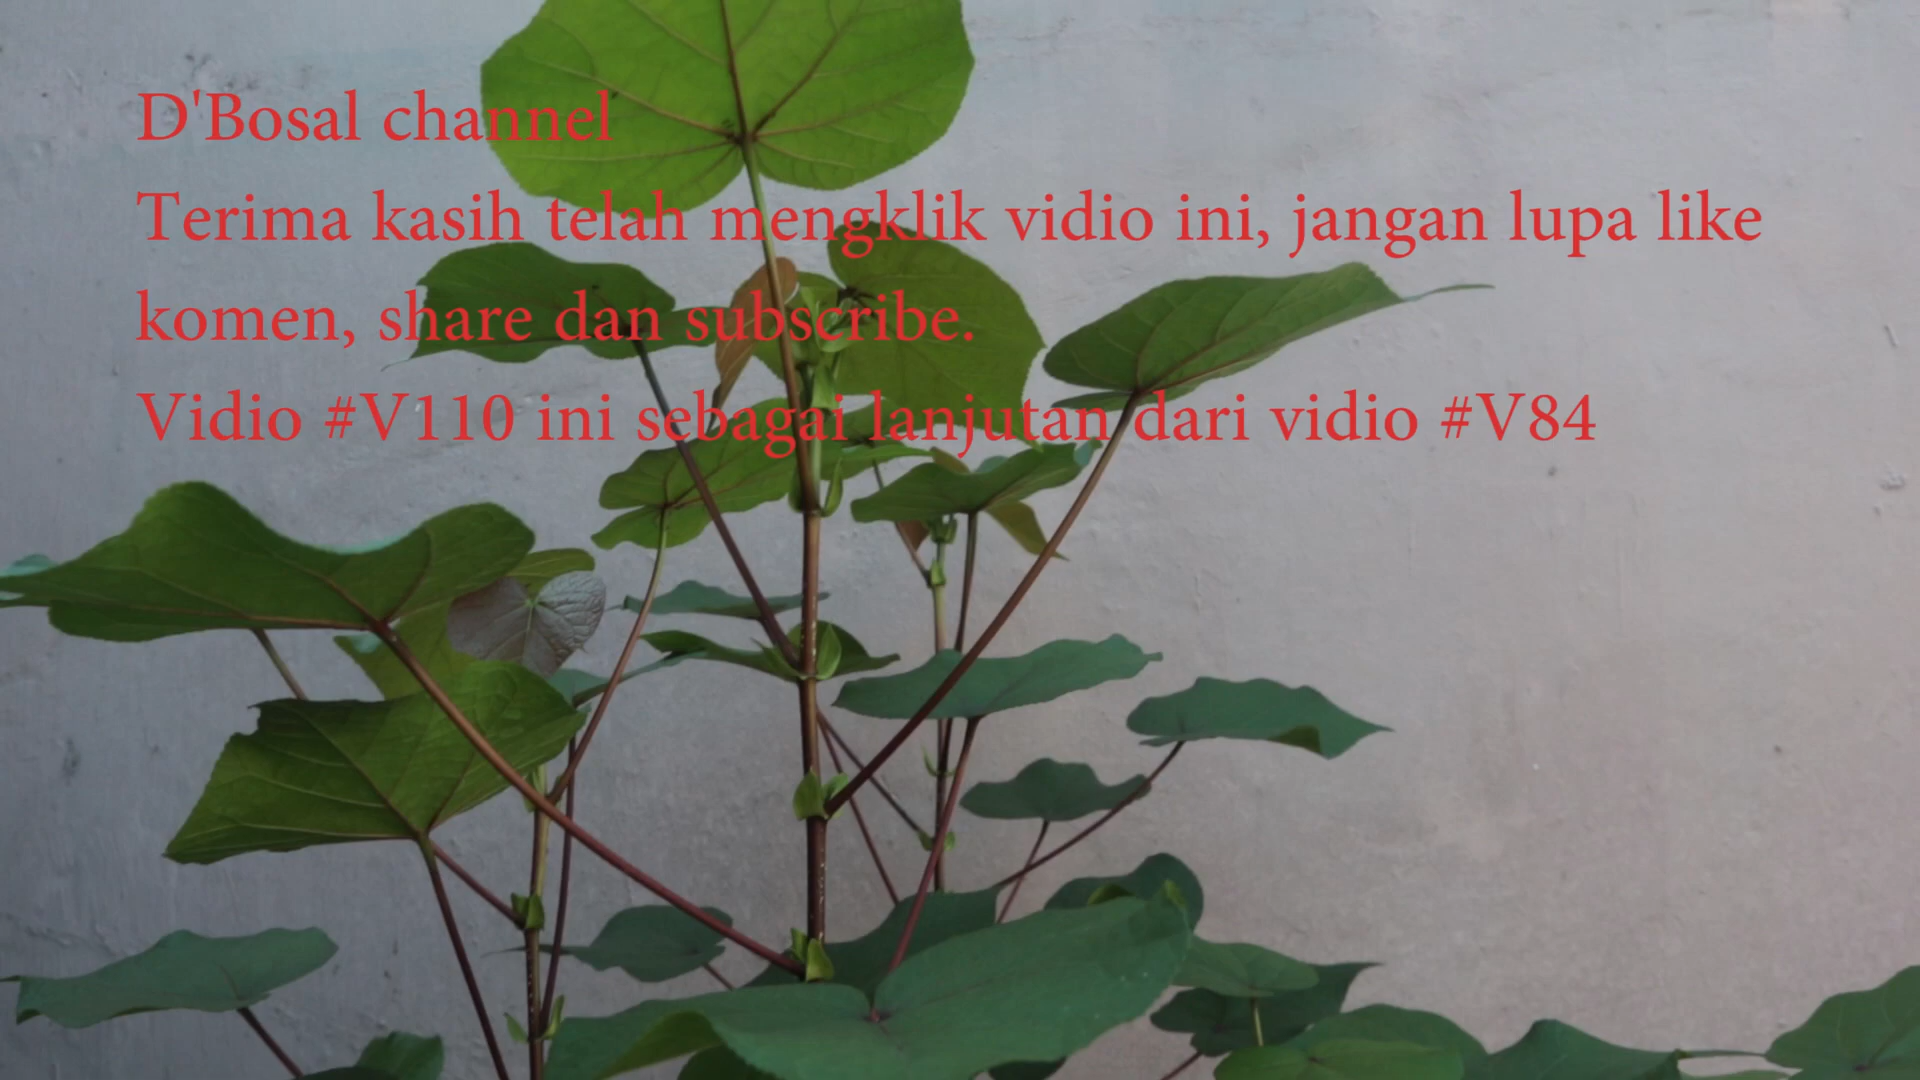 D'Bosal channel
Terima kasih telah mengklik vidio ini, jangan lupa like
komen, share dan subscribe.
Vidio #V110 ini sebagai lanjutan dari vidio #V84